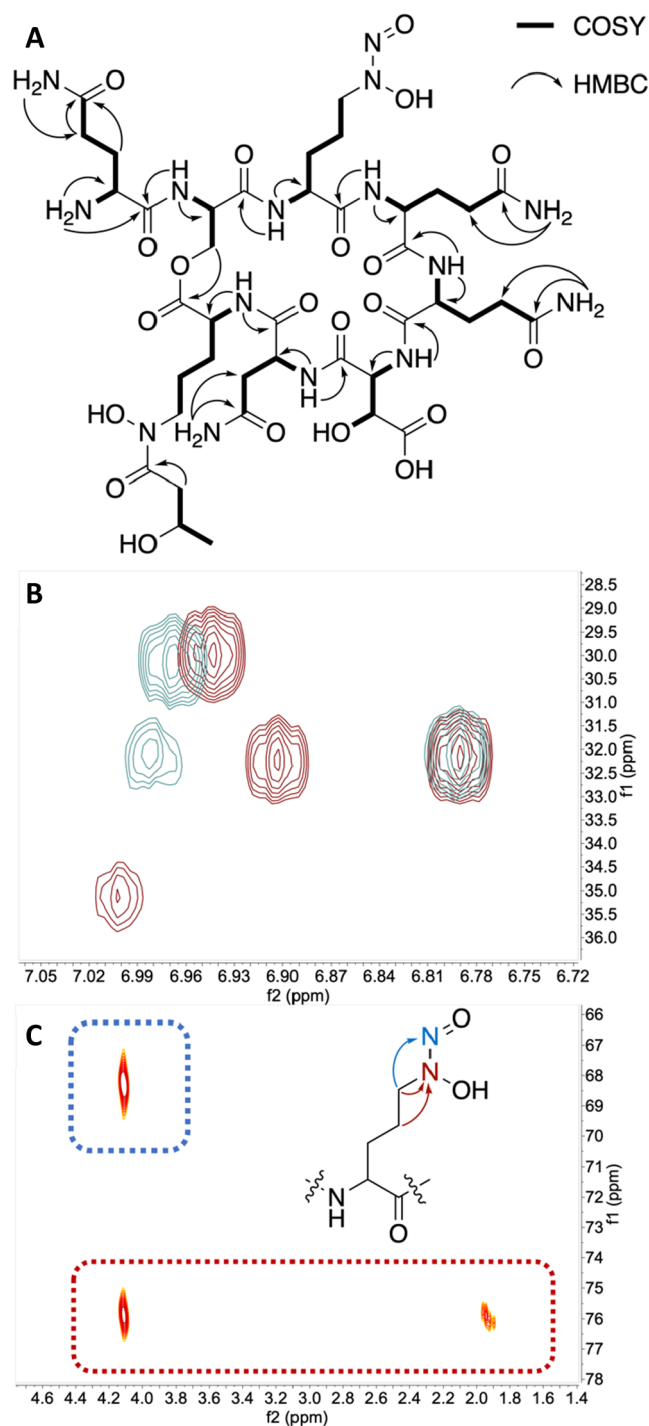 A
COSY
HMBC
N
O
N
OH
H2N
O
H
N
O
O
N
H
H
N
O
O
NH2
H2N
O
O
O
NH
O
NH2
O
H
N
O
O
O
N
H
NH
HO
N
H2N
O
HO
O
OH
O
HO
B
28.5
29.0
29.5
30.0
30.5
31.0
31.5
32.0
32.5
33.0
33.5
34.0
34.5
35.0
35.5
36.0
f1 (ppm)
7.05 7.02 6.99 6.96 6.93 6.90 6.87 6.84 6.81 6.78 6.75 6.72
f2 (ppm)
C
N
O
N
OH
N
H
O
66
67
68
69
70
71
72
73
74
75
76
77
78
f1 (ppm)
4.6 4.4 4.2 4.0 3.8 3.6 3.4 3.2 3.0 2.8 2.6 2.4 2.2 2.0 1.8 1.6 1.4
f2 (ppm)